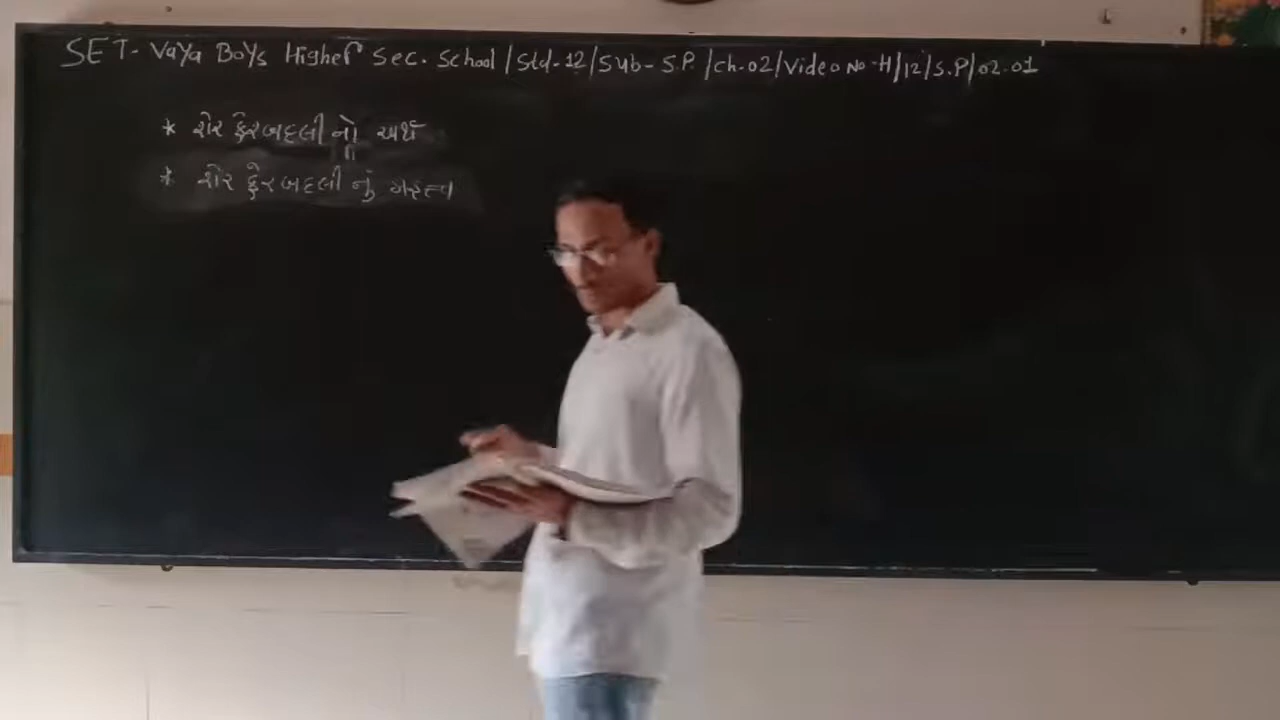 SET- Vaya Boys Higher Sec. School / Std-12 / Sub- S.P. / Ch-02 / Video No-H/12/S.P/02.01
* શેર ફેરબદલી નો અર્થ
* શેર ફેરબદલી નું મહત્વ